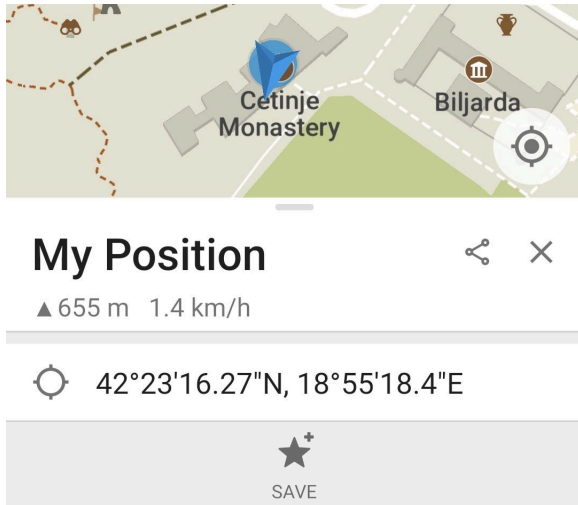 Cetinje
Monastery
Biljarda
My Position
▲ 655 m 1.4 km/h
42°23'16.27"N, 18°55'18.4"E
SAVE